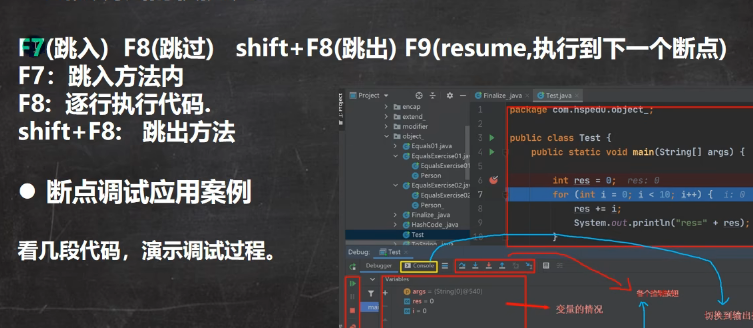 F7(跳入) F8(跳过) shift+F8(跳出) F9(resume,执行到下一个断点)
F7：跳入方法内
F8: 逐行执行代码.
shift+F8: 跳出方法
● 断点调试应用案例
看几段代码，演示调试过程。
Project
encap
extend_
modifier
object_
Equals01.java
EqualsExercise01.java
EqualsExercise01
Person
EqualsExercise02.java
EqualsExercise02
Person_
Finalize_.java
HashCode_.java
Test
Finalize_.java
Test.java
1 package com.hspedu.object_;
2
3 public class Test {
4 public static void main(String[] args) {
5
6 int res = 0; res: 0
7 for (int i = 0; i < 10; i++) { i: 0
8 res += i;
9 System.out.println("res=" + res);
10 }
Debug: Test
Debugger Console
Variables
args = {String[0]@540}
res = 0
i = 0
变量的情况
各个控制按钮
切换到输出